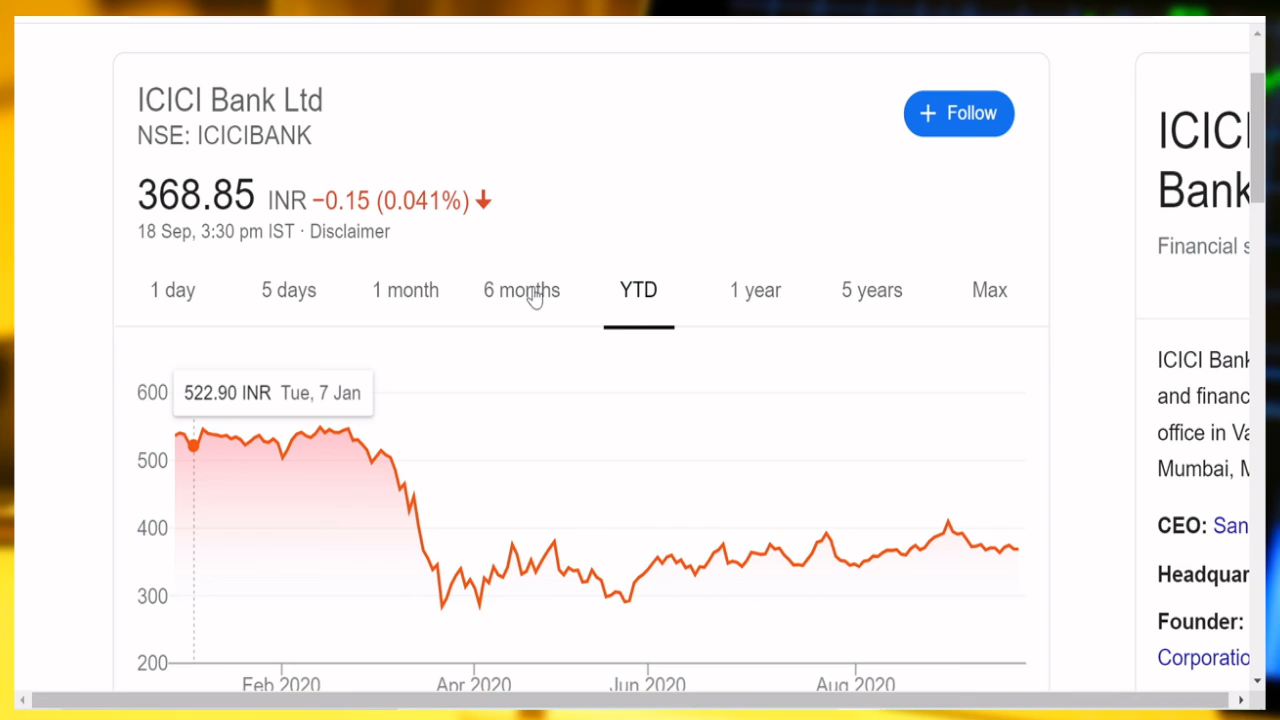 ICICI Bank Ltd
NSE: ICICIBANK
+ Follow
368.85 INR −0.15 (0.041%)
18 Sep, 3:30 pm IST · Disclaimer
1 day 5 days 1 month 6 months YTD 1 year 5 years Max
522.90 INR Tue, 7 Jan
600
500
400
300
200
Feb 2020 Apr 2020 Jun 2020 Aug 2020
ICIC
Bank
Financial s
ICICI Bank
and financ
office in Va
Mumbai, M
CEO: San
Headquar
Founder:
Corporatio